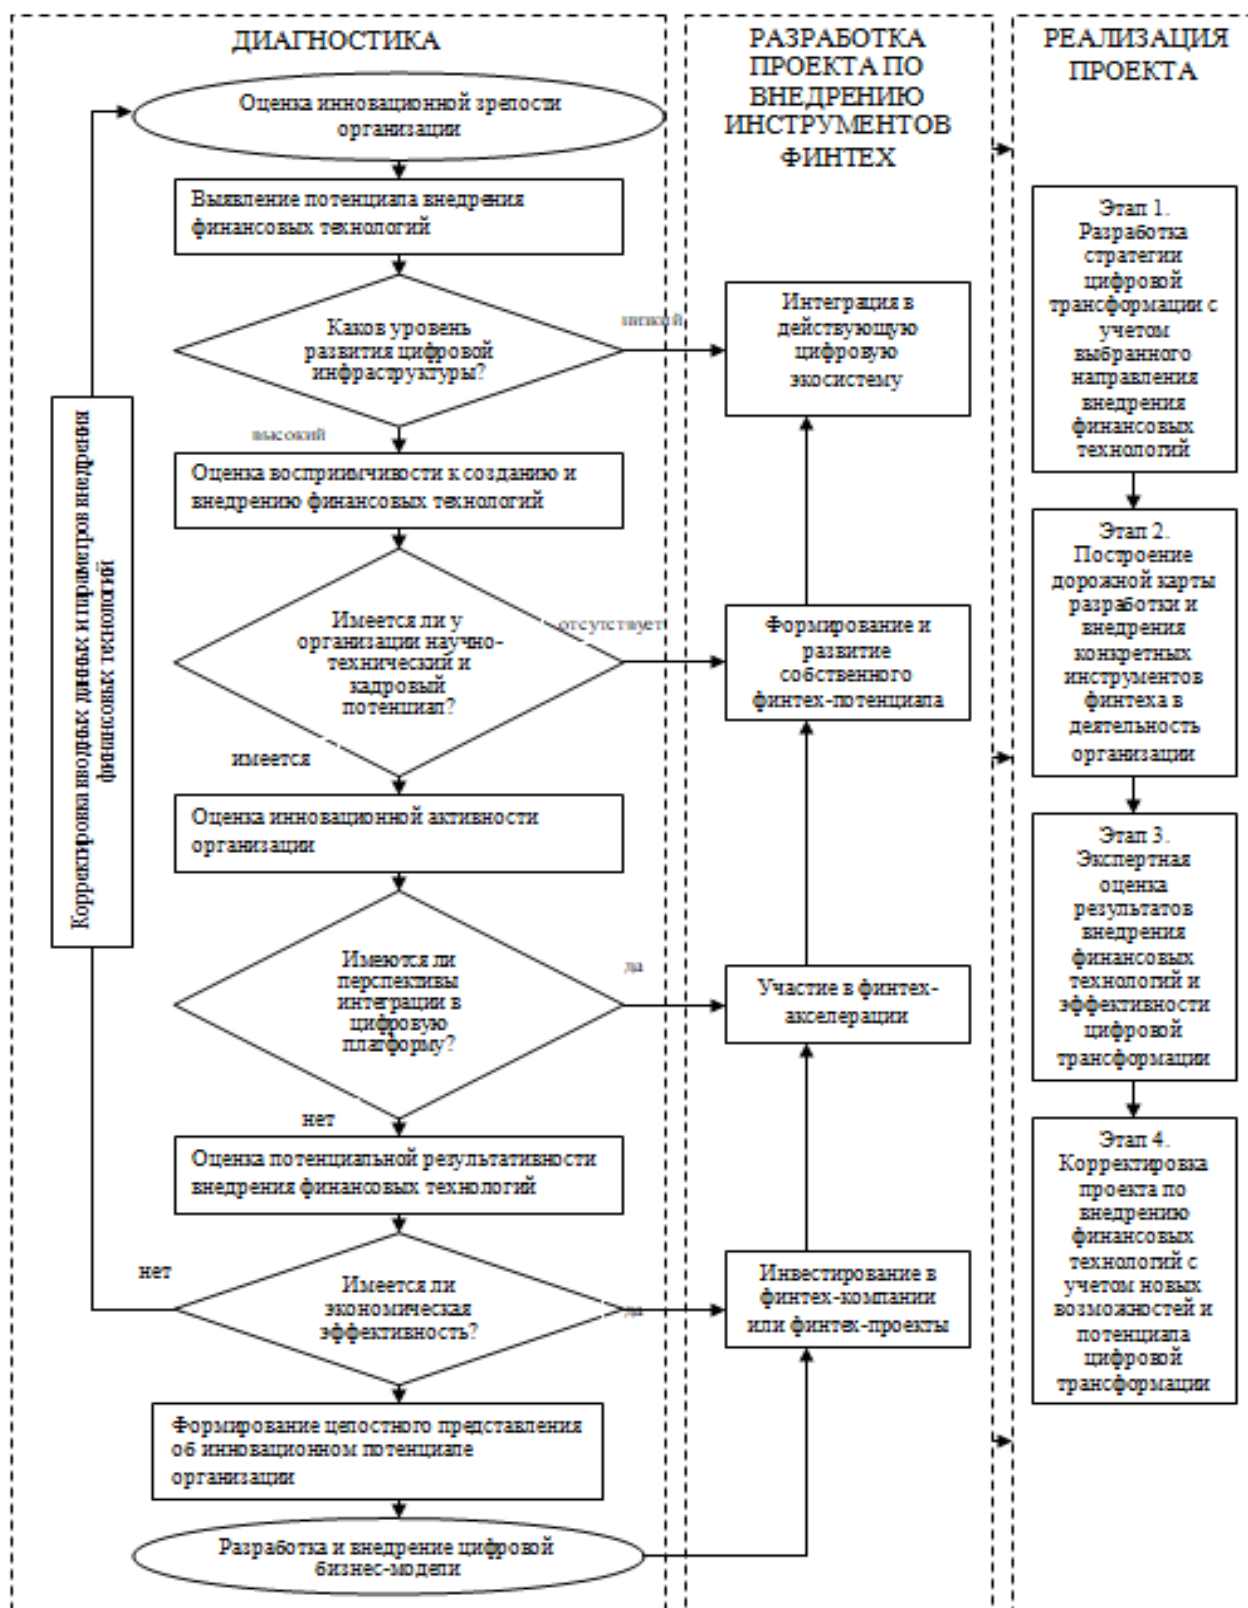 ДИАГНОСТИКА
Оценка инновационной зрелости
организации
Выявление потенциала внедрения
финансовых технологий
Каков уровень
развития цифровой
инфраструктуры?
низкий
высокий
Оценка восприимчивости к созданию и
внедрению финансовых технологий
Имеется ли у
организации научно-
технический и
кадровый
потенциал?
отсутствует
имеется
Оценка инновационной активности
организации
Имеются ли
перспективы
интеграции в
цифровую
платформу?
да
нет
Оценка потенциальной результативности
внедрения финансовых технологий
Имеется ли
экономическая
эффективность?
нет
да
Формирование целостного представления
об инновационном потенциале
организации
Разработка и внедрение цифровой
бизнес-модели
Корректировка вводных данных и параметров внедрения
финансовых технологий
РАЗРАБОТКА
ПРОЕКТА ПО
ВНЕДРЕНИЮ
ИНСТРУМЕНТОВ
ФИНТЕХ
Интеграция в
действующую
цифровую
экосистему
Формирование и
развитие
собственного
финтех-потенциала
Участие в финтех-
акселерации
Инвестирование в
финтех-компании
или финтех-проекты
РЕАЛИЗАЦИЯ
ПРОЕКТА
Этап 1.
Разработка
стратегии
цифровой
трансформации с
учетом
выбранного
направления
внедрения
финансовых
технологий
Этап 2.
Построение
дорожной карты
разработки и
внедрения
конкретных
инструментов
финтеха в
деятельность
организации
Этап 3.
Экспертная
оценка
результатов
внедрения
финансовых
технологий и
эффективности
цифровой
трансформации
Этап 4.
Корректировка
проекта по
внедрению
финансовых
технологий с
учетом новых
возможностей и
потенциала
цифровой
трансформации